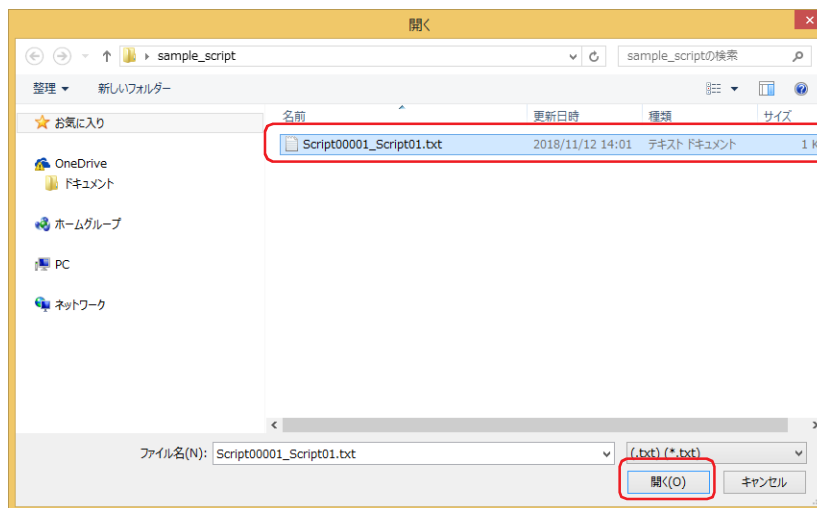 開く
sample_script
sample_scriptの検索
整理
新しいフォルダー
名前
更新日時
種類
サイズ
お気に入り
Script00001_Script01.txt
2018/11/12 14:01
テキスト ドキュメント
1 K
OneDrive
ドキュメント
ホームグループ
PC
ネットワーク
ファイル名(N):
Script00001_Script01.txt
(.txt) (*.txt)
開く(O)
キャンセル